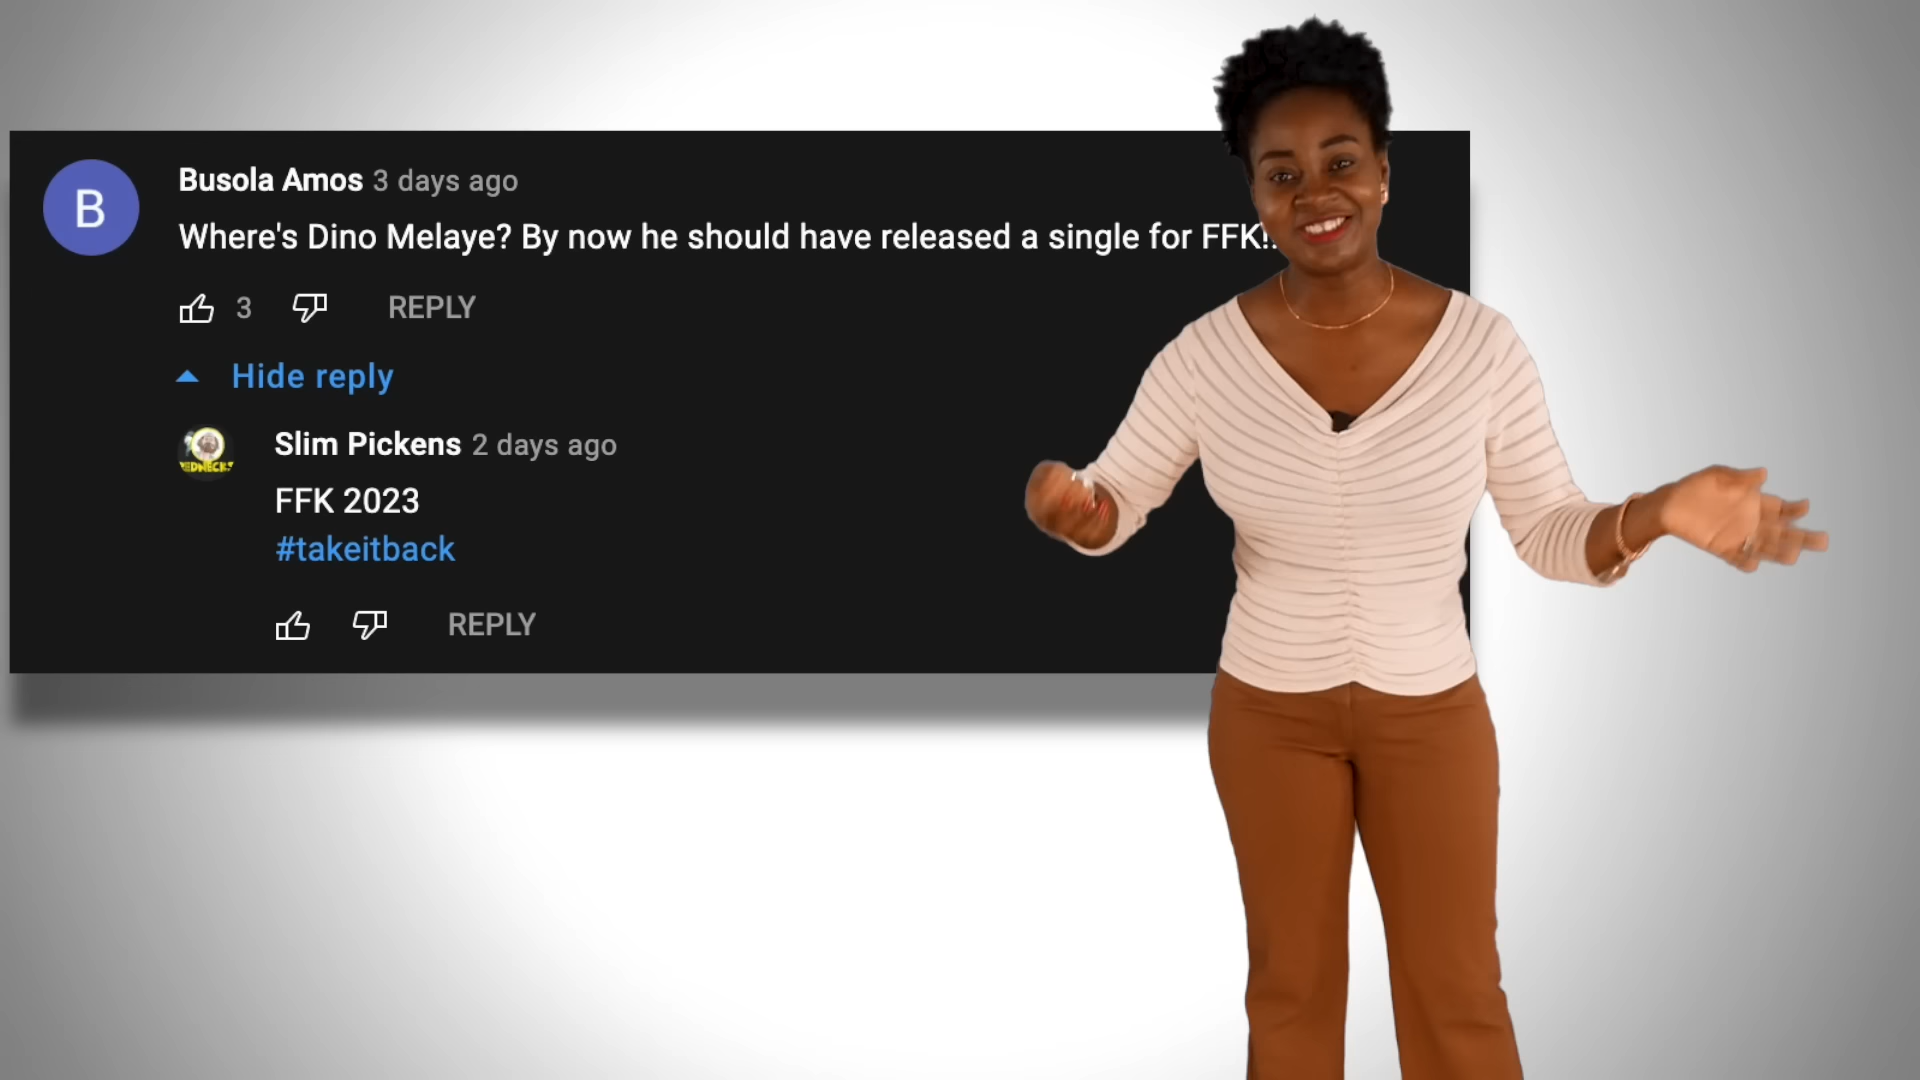 B
Busola Amos 3 days ago
Where's Dino Melaye? By now he should have released a single for FFK!.
3
REPLY
Hide reply
Slim Pickens 2 days ago
FFK 2023
#takeitback
REPLY